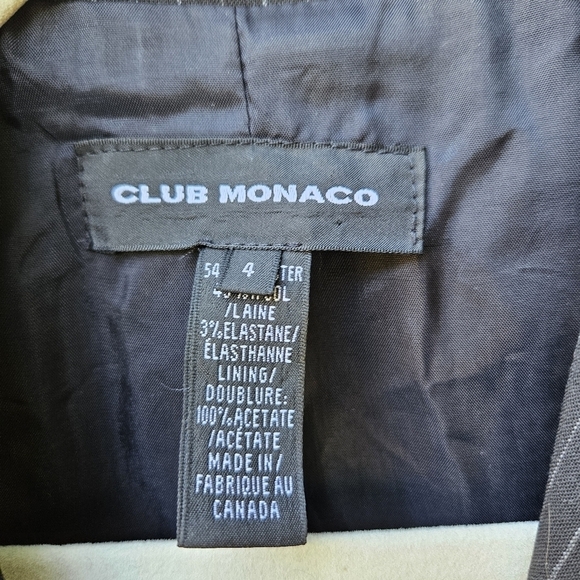 CLUB MONACO
54 4 TER
/LAINE
3%ELASTANE/
ÉLASTHANNE
LINING/
DOUBLURE:
100%ACETATE
/ACÉTATE
MADE IN/
FABRIQUE AU
CANADA